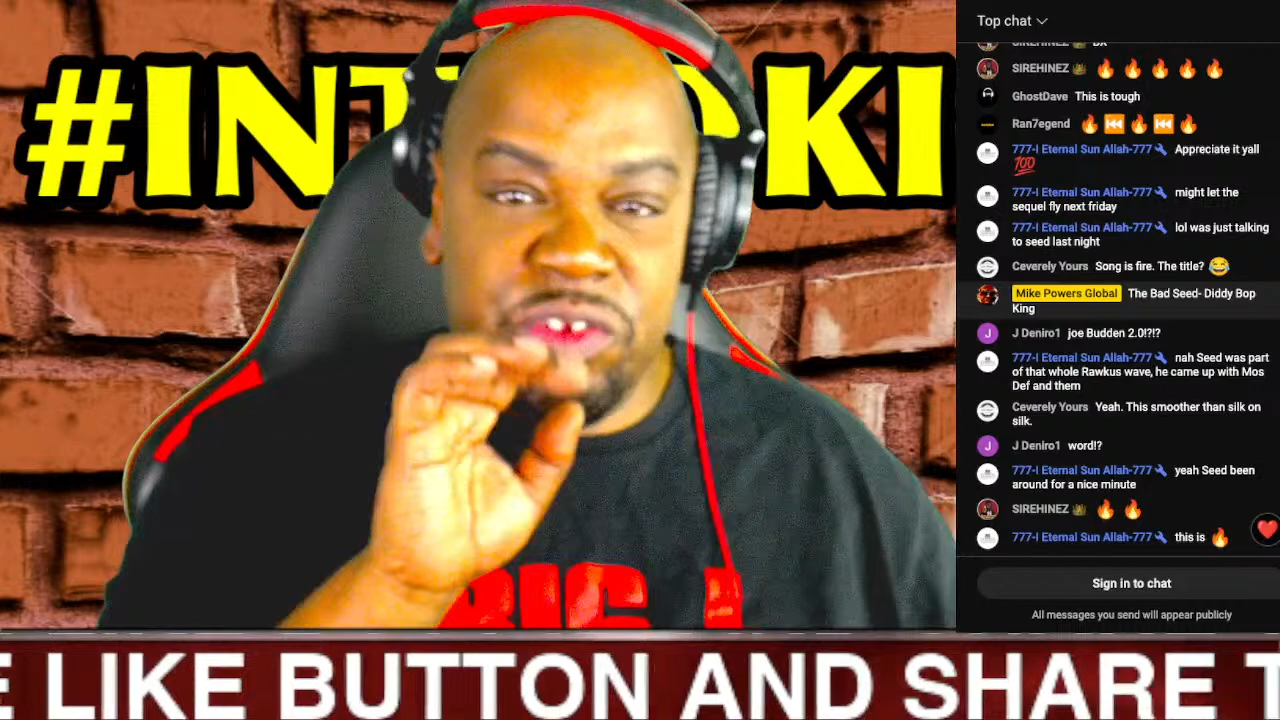 #INT KI
BIG
E LIKE BUTTON AND SHARE T
Top chat
SIREHINEZ
SIREHINEZ
GhostDave This is tough
Ran7egend
777-I Eternal Sun Allah-777 Appreciate it yall
100
777-I Eternal Sun Allah-777 might let the
sequel fly next friday
777-I Eternal Sun Allah-777 lol was just talking
to seed last night
Ceverely Yours Song is fire. The title?
Mike Powers Global The Bad Seed- Diddy Bop
King
J Deniro1 joe Budden 2.0!?!?
777-I Eternal Sun Allah-777 nah Seed was part
of that whole Rawkus wave, he came up with Mos
Def and them
Ceverely Yours Yeah. This smoother than silk on
silk.
J Deniro1 word!?
777-I Eternal Sun Allah-777 yeah Seed been
around for a nice minute
SIREHINEZ
777-I Eternal Sun Allah-777 this is
Sign in to chat
All messages you send will appear publicly